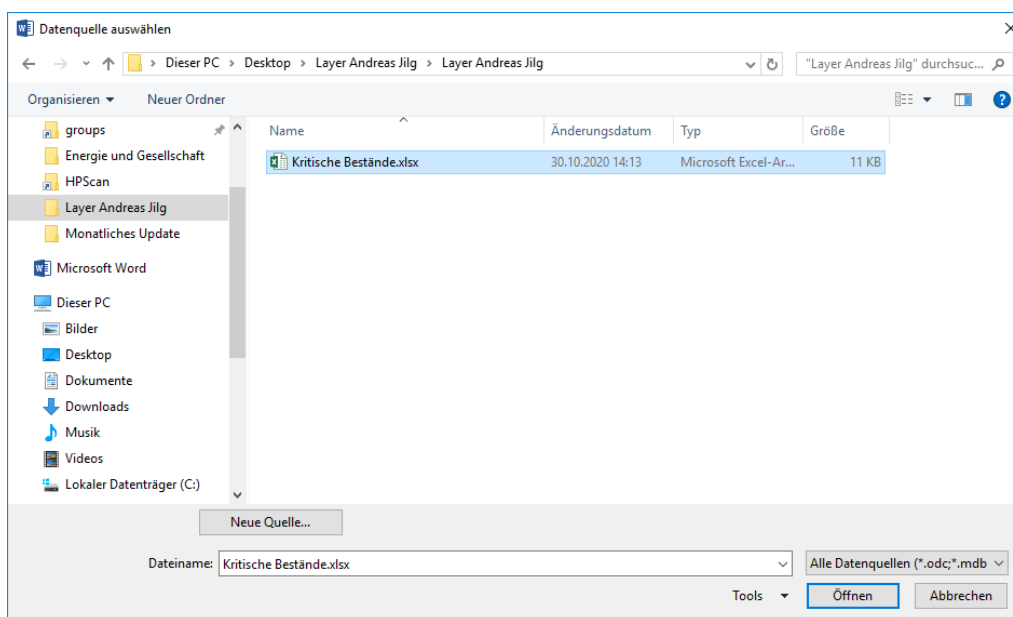 Datenquelle auswählen
Dieser PC > Desktop > Layer Andreas Jilg > Layer Andreas Jilg
"Layer Andreas Jilg" durchsuc...
Organisieren
Neuer Ordner
groups
Energie und Gesellschaft
HPScan
Layer Andreas Jilg
Monatliches Update
Microsoft Word
Dieser PC
Bilder
Desktop
Dokumente
Downloads
Musik
Videos
Lokaler Datenträger (C:)
Name Änderungsdatum Typ Größe
Kritische Bestände.xlsx 30.10.2020 14:13 Microsoft Excel-Ar... 11 KB
Neue Quelle...
Dateiname: Kritische Bestände.xlsx Alle Datenquellen (*.odc;*.mdb
Tools Öffnen Abbrechen